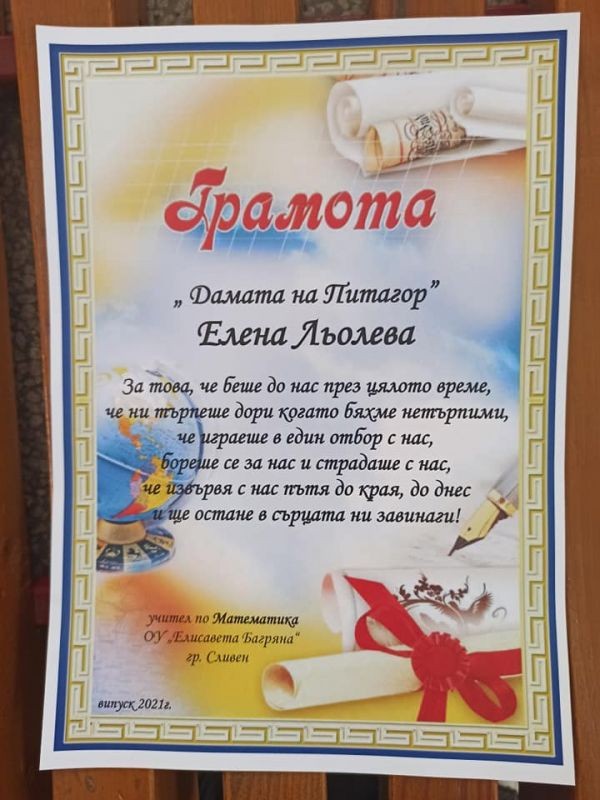 Грамота
„ Дамата на Питагор”
Елена Льолева
За това, че беше до нас през цялото време,
че ни търпеше дори когато бяхме нетърпими,
че играеше в един отбор с нас,
бореше се за нас и страдаше с нас,
че извървя с нас пътя до края, до днес
и ще остане в сърцата ни завинаги!
учител по Математика
ОУ „Елисавета Багряна“
гр. Сливен
випуск 2021г.